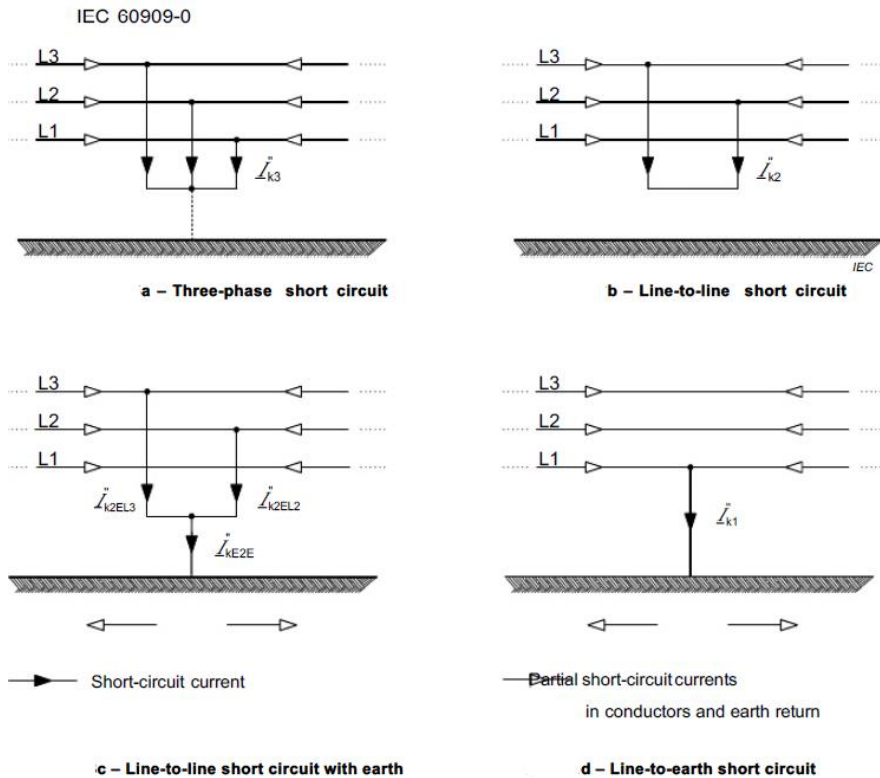 IEC 60909-0
L3
L2
L1
I"k3
a – Three-phase short circuit
L3
L2
L1
I"k2
IEC
b – Line-to-line short circuit
L3
L2
L1
I"k2EL3
I"k2EL2
I"kE2E
L3
L2
L1
I"k1
Short-circuit current
Partial short-circuit currents
in conductors and earth return
c – Line-to-line short circuit with earth
d – Line-to-earth short circuit